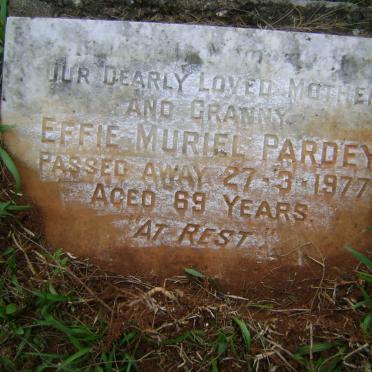 OUR DEARLY LOVED MOTHER
AND GRANNY
EFFIE MURIEL PARDEY
PASSED AWAY 27-3-1977
AGED 69 YEARS.
"AT REST"